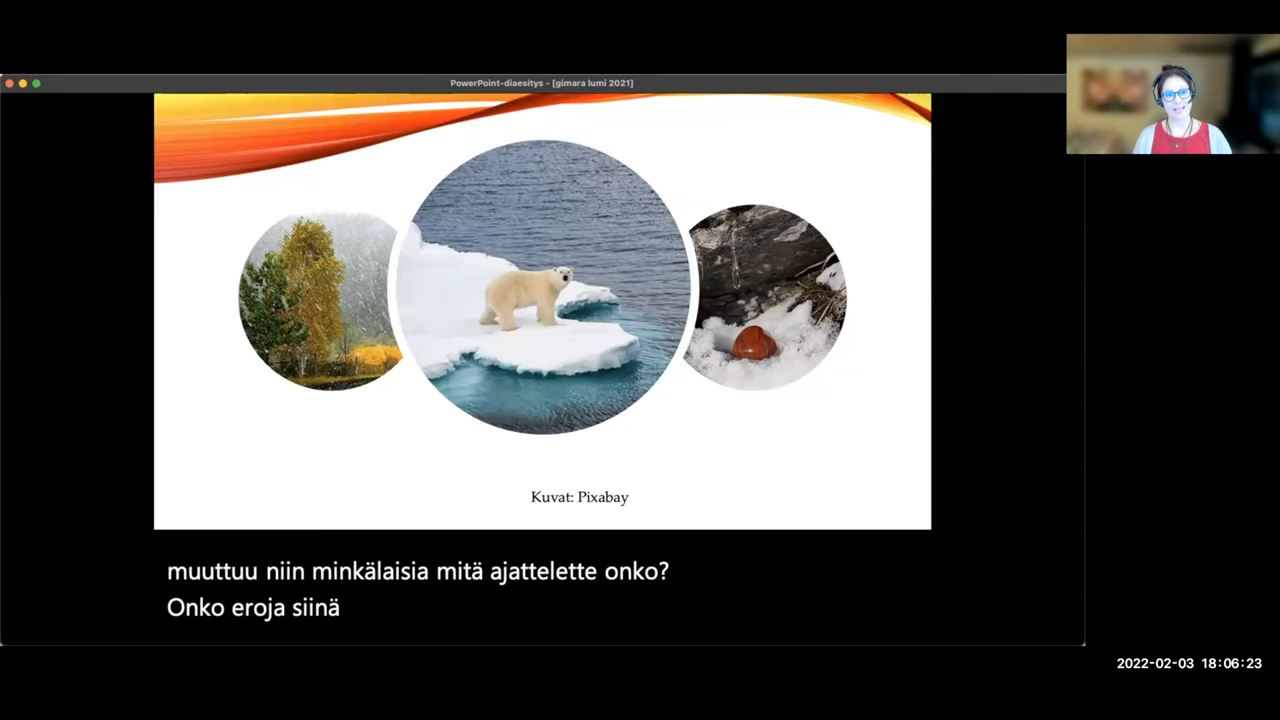 PowerPoint-diaesitys - [gimara lumi 2021]
Kuvat: Pixabay
muuttuu niin minkälaisia mitä ajattelette onko?
Onko eroja siinä
2022-02-03 18:06:23